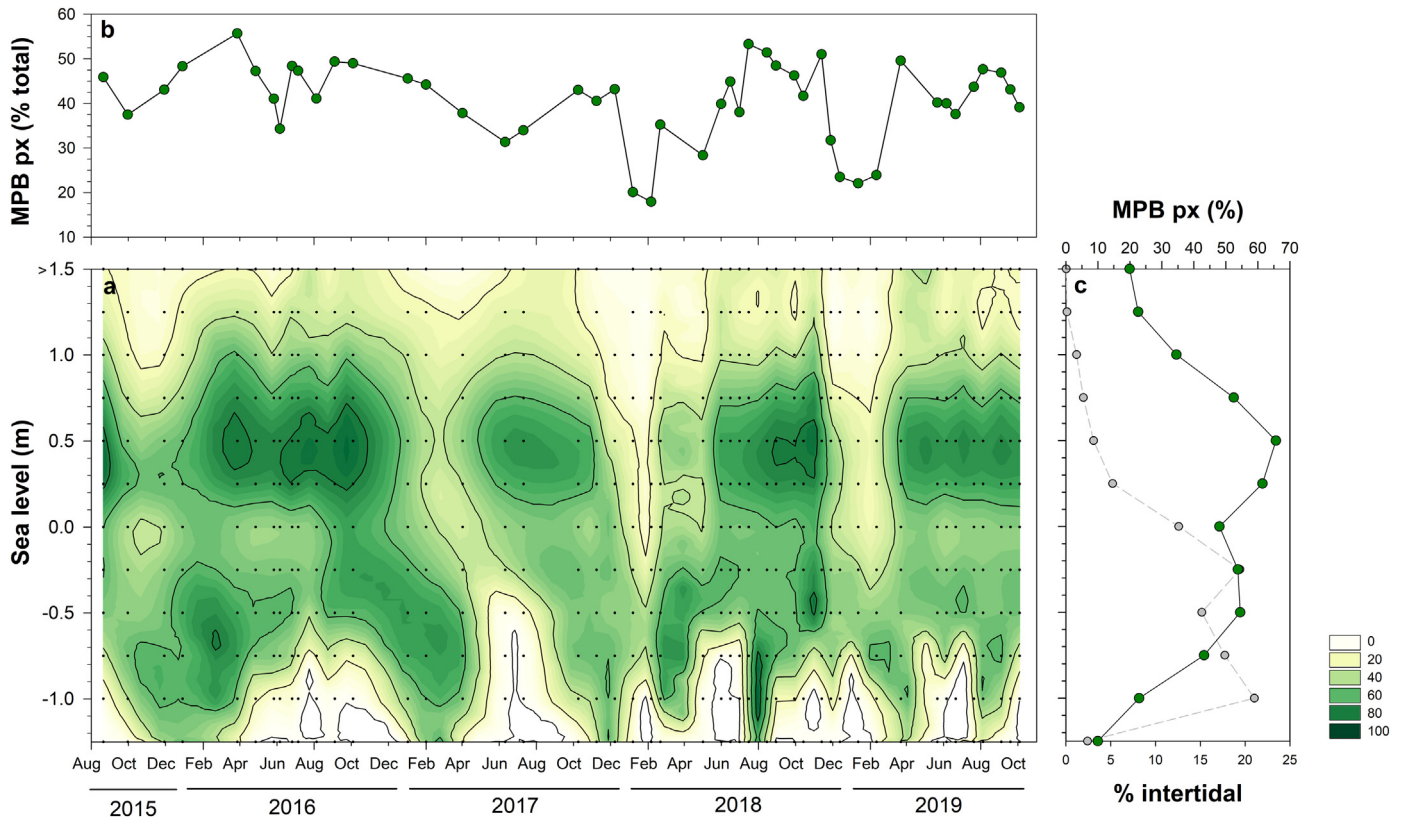 b
MPB px (% total)
60
50
40
30
20
10
MPB px (%)
0 10 20 30 40 50 60 70
a
c
Sea level (m)
>1.5
1.0
0.5
0.0
-0.5
-1.0
0
20
40
60
80
100
Aug Oct Dec Feb Apr Jun Aug Oct Dec Feb Apr Jun Aug Oct Dec Feb Apr Jun Aug Oct Dec Feb Apr Jun Aug Oct
0 5 10 15 20 25
% intertidal
2015 2016 2017 2018 2019